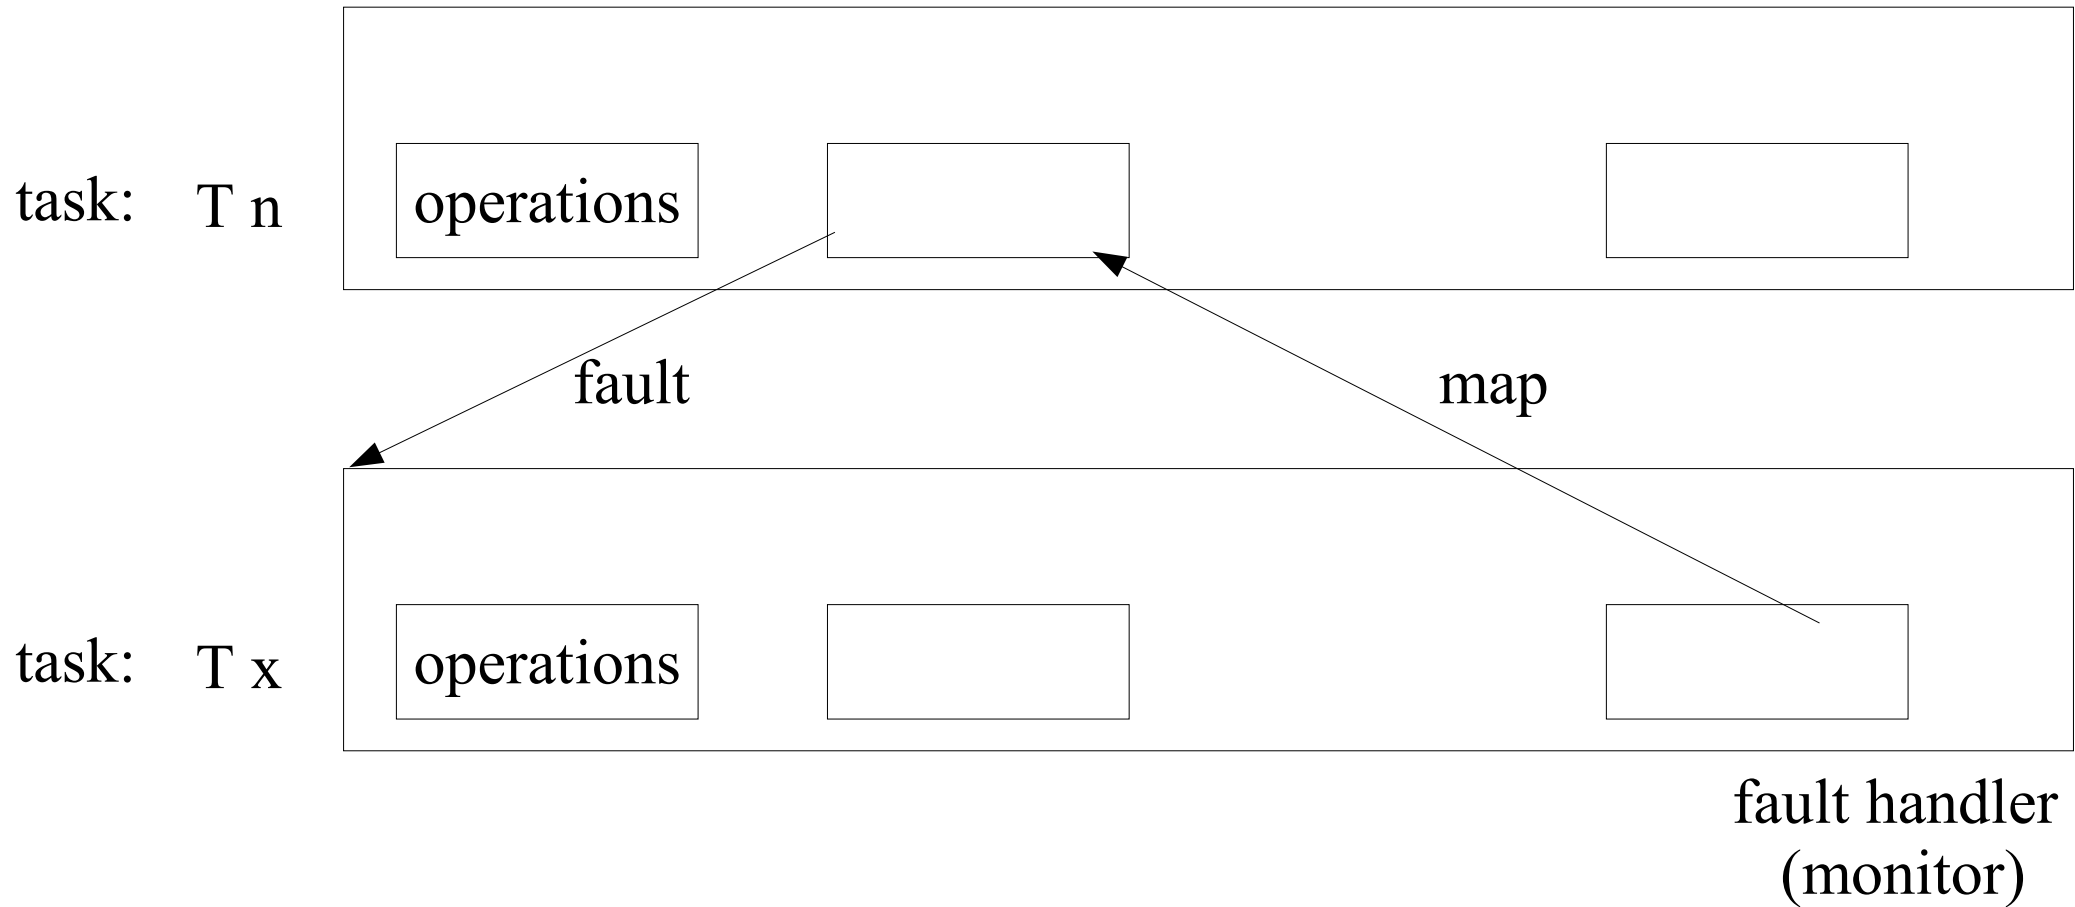 task: T n
operations
fault
map
task: T x
operations
fault handler
(monitor)